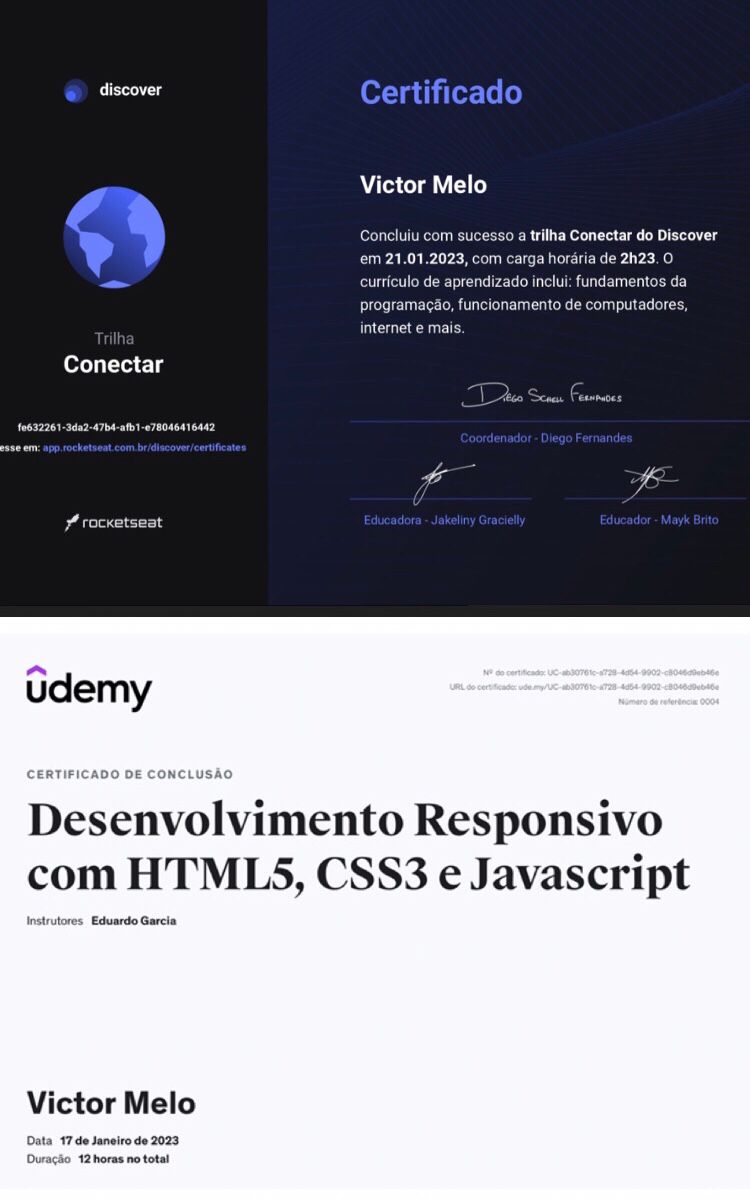 discover
Trilha
Conectar
fe632261-3da2-47b4-afb1-e78046416442
esse em: app.rocketseat.com.br/discover/certificates
rocketseat
Certificado
Victor Melo
Concluiu com sucesso a trilha Conectar do Discover
em 21.01.2023, com carga horária de 2h23. O
currículo de aprendizado inclui: fundamentos da
programação, funcionamento de computadores,
internet e mais.
Diego Schell Fernandes
Coordenador - Diego Fernandes
Educadora - Jakeliny Gracielly
Educador - Mayk Brito
udemy
Nº do certificado: UC-ab30761c-a728-4d54-9902-c8046d9eb46e
URL do certificado: ude.my/UC-ab30761c-a728-4d54-9902-c8046d9eb46e
Número de referência: 0004
CERTIFICADO DE CONCLUSÃO
Desenvolvimento Responsivo
com HTML5, CSS3 e Javascript
Instrutores Eduardo Garcia
Victor Melo
Data 17 de Janeiro de 2023
Duração 12 horas no total